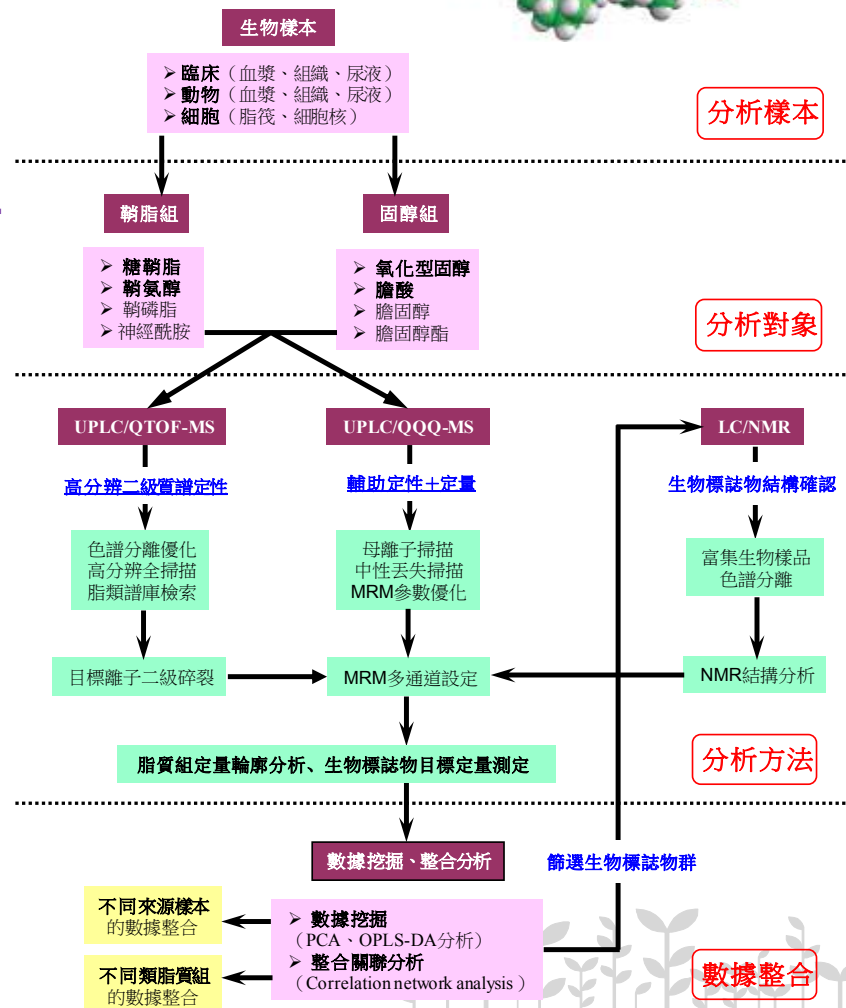 生物樣本
➢ 臨床（血漿、組織、尿液）
➢ 動物（血漿、組織、尿液）
➢ 細胞（脂筏、細胞核）
分析樣本
鞘脂組
固醇組
➢ 糖鞘脂
➢ 鞘氨醇
➢ 鞘磷脂
➢ 神經酰胺
➢ 氧化型固醇
➢ 膽酸
➢ 膽固醇
➢ 膽固醇酯
分析對象
UPLC/QTOF-MS
UPLC/QQQ-MS
LC/NMR
高分辨二級質譜定性
輔助定性+定量
生物標誌物結構確認
色譜分離優化
高分辨全掃描
脂類譜庫檢索
母離子掃描
中性丟失掃描
MRM參數優化
富集生物樣品
色譜分離
目標離子二級碎裂
MRM多通道設定
NMR結搆分析
脂質組定量輪廓分析、生物標誌物目標定量測定
分析方法
數據挖掘、整合分析
篩選生物標誌物群
不同來源樣本
的數據整合
不同類脂質組
的數據整合
➢ 數據挖掘
（PCA、OPLS-DA分析）
➢ 整合關聯分析
（Correlation network analysis ）
數據整合